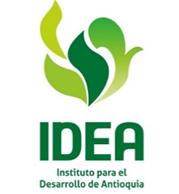 IDEA
Instituto para el
Desarrollo de Antioquia